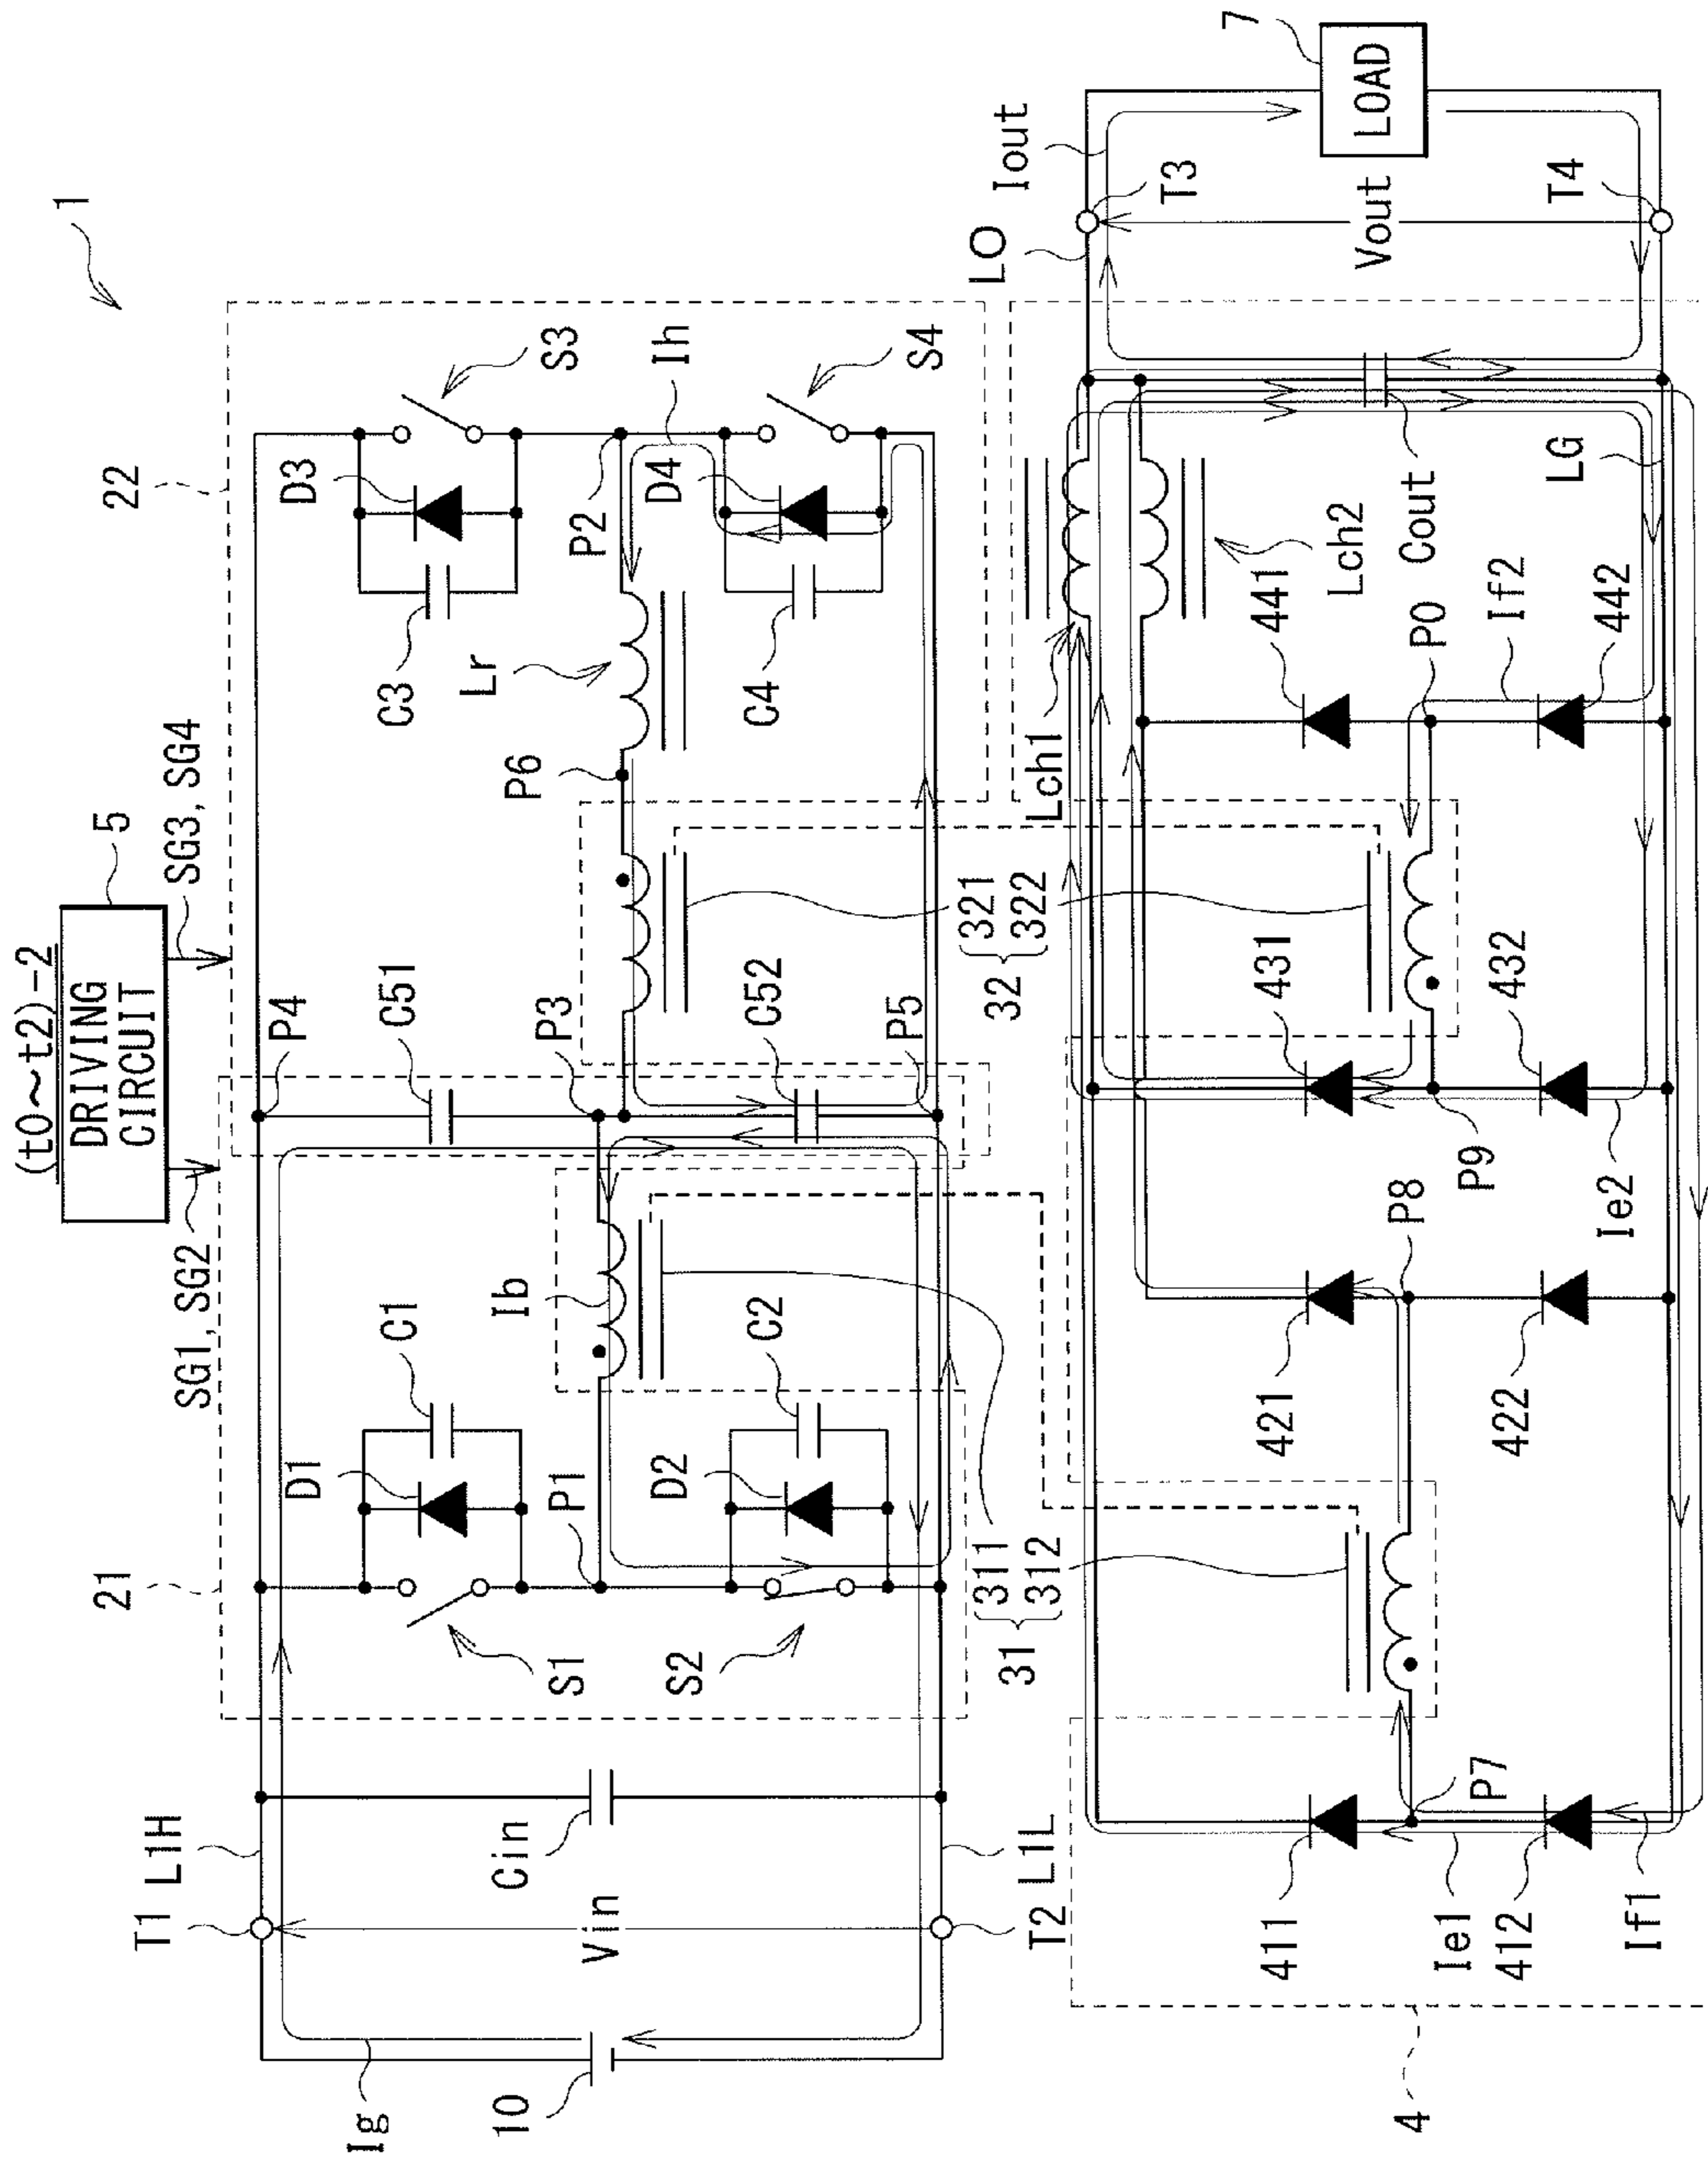 (t0~t2)-2
DRIVING
CIRCUIT
5
SG1, SG2
SG3, SG4
1
21
22
T1
L1H
P4
D1
C1
C51
C3
D3
S3
S1
P1
Ib
P3
P6
Lr
P2
Ih
Ig
10
Vin
Cin
S2
D2
C2
C52
P5
C4
D4
S4
T2
L1L
31
311
312
32
321
322
Lch1
Lch2
LO
Iout
T3
7
LOAD
Vout
T4
411
P7
421
P8
431
P9
441
P0
Cout
Ie1
412
If1
422
Ie2
432
If2
442
LG
4